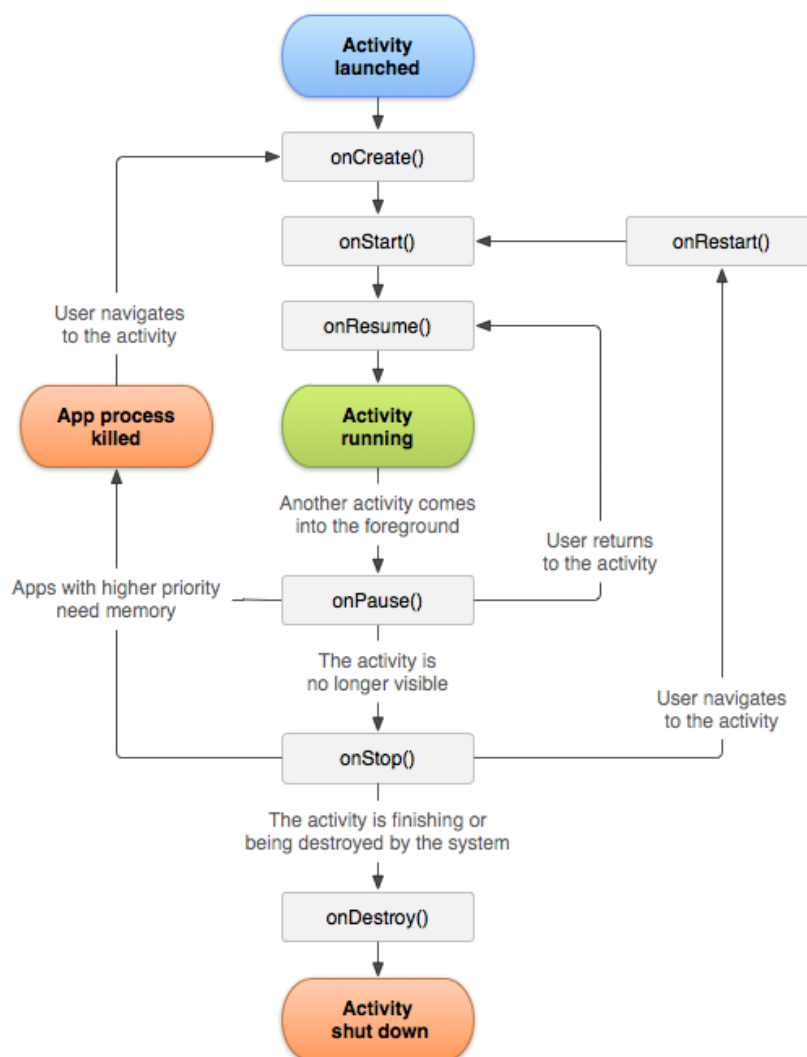 Activity
launched
onCreate()
onStart()
onRestart()
User navigates
to the activity
onResume()
App process
killed
Activity
running
Another activity comes
into the foreground
User returns
to the activity
Apps with higher priority
need memory
onPause()
The activity is
no longer visible
User navigates
to the activity
onStop()
The activity is finishing or
being destroyed by the system
onDestroy()
Activity
shut down